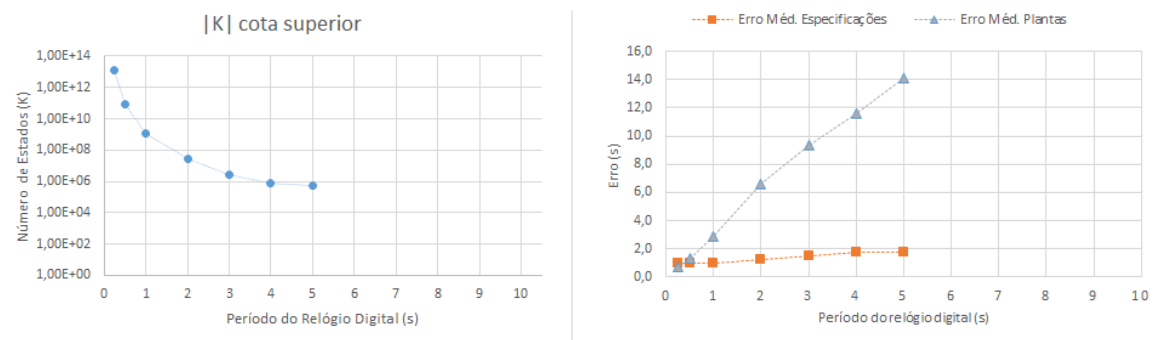 |K| cota superior
Número de Estados (K)
1,00E+14
1,00E+12
1,00E+10
1,00E+08
1,00E+06
1,00E+04
1,00E+02
1,00E+00
0 1 2 3 4 5 6 7 8 9 10
Período do Relógio Digital (s)
Erro Méd. Especificações Erro Méd. Plantas
Erro (s)
16,0
14,0
12,0
10,0
8,0
6,0
4,0
2,0
0,0
0 1 2 3 4 5 6 7 8 9 10
Período do relógio digital (s)